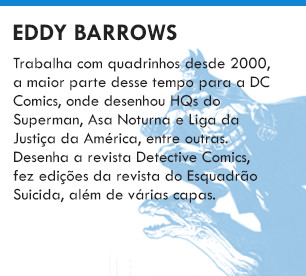 EDDY BARROWS
Trabalha com quadrinhos desde 2000,
a maior parte desse tempo para a DC
Comics, onde desenhou HQs do
Superman, Asa Noturna e Liga da
Justiça da América, entre outras.
Desenha a revista Detective Comics,
fez edições da revista do Esquadrão
Suicida, além de várias capas.